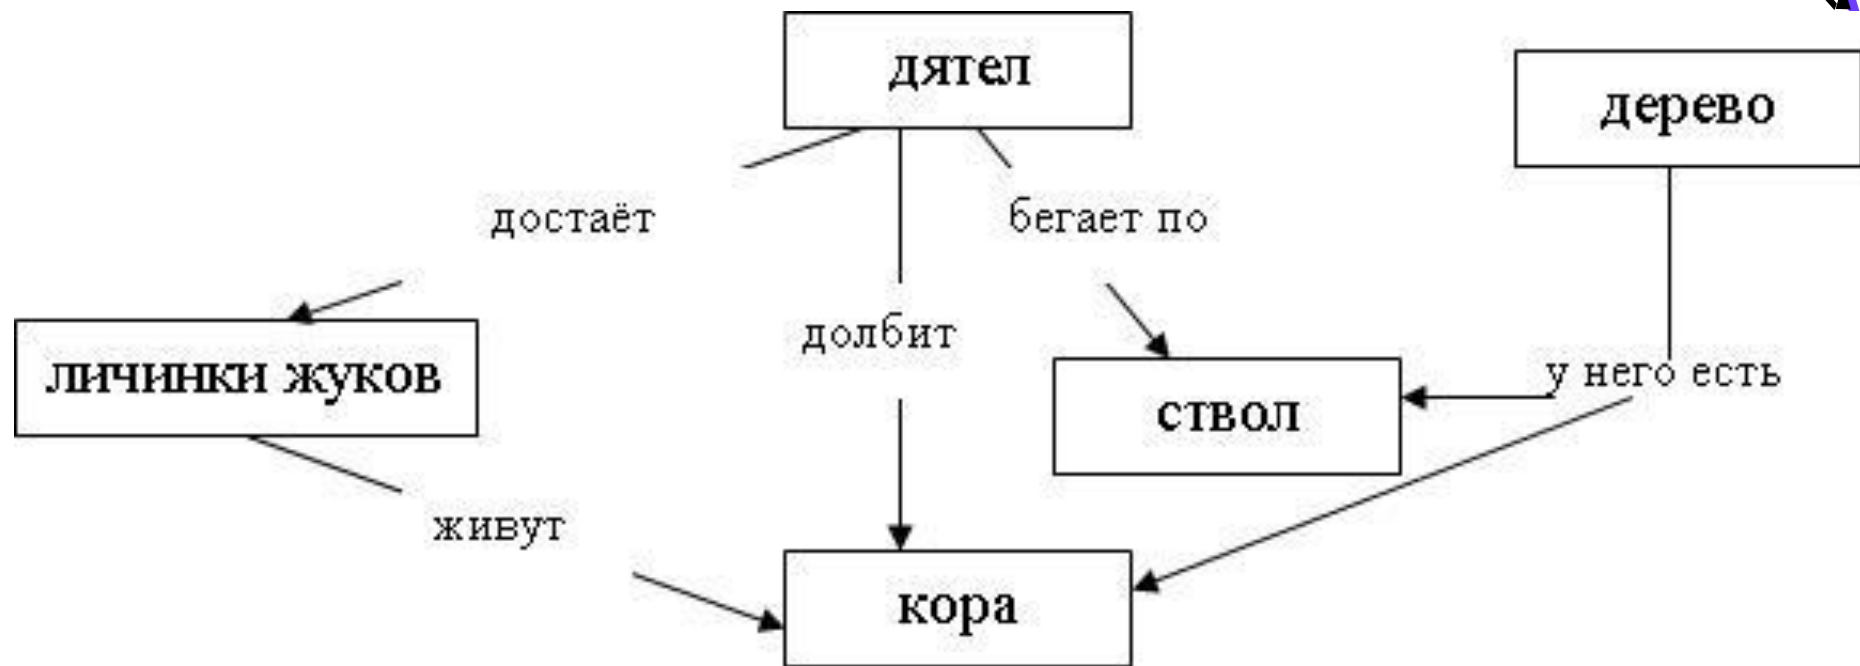 дятел
дерево
достаёт
бегает по
долбит
личинки жуков
у него есть
ствол
живут
кора